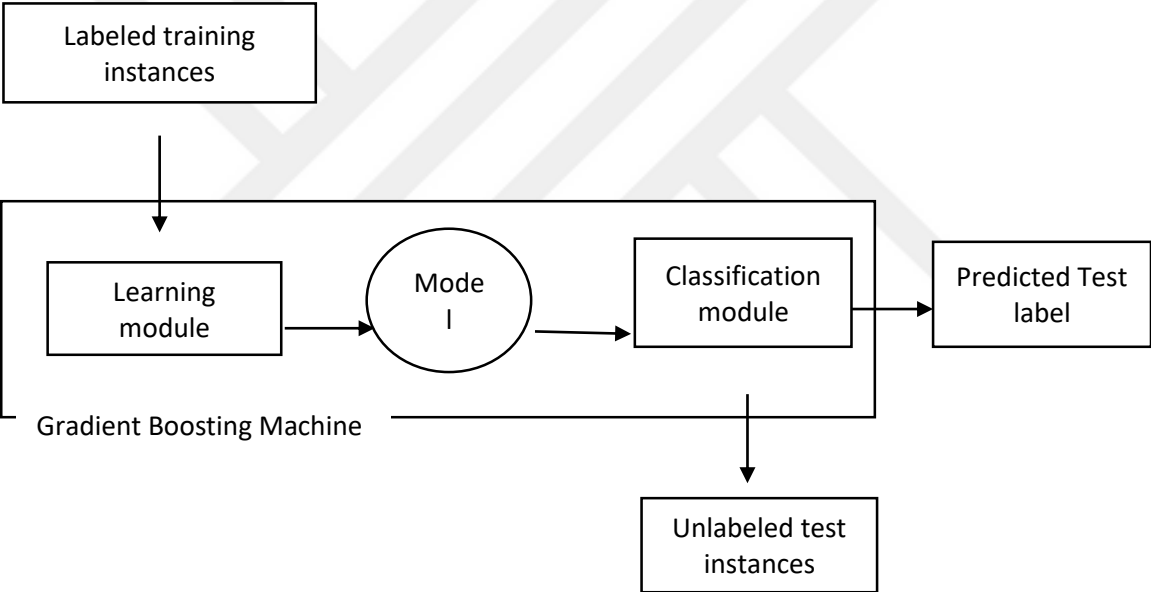 Labeled training
instances
Learning
module
Mode
l
Classification
module
Predicted Test
label
Gradient Boosting Machine
Unlabeled test
instances